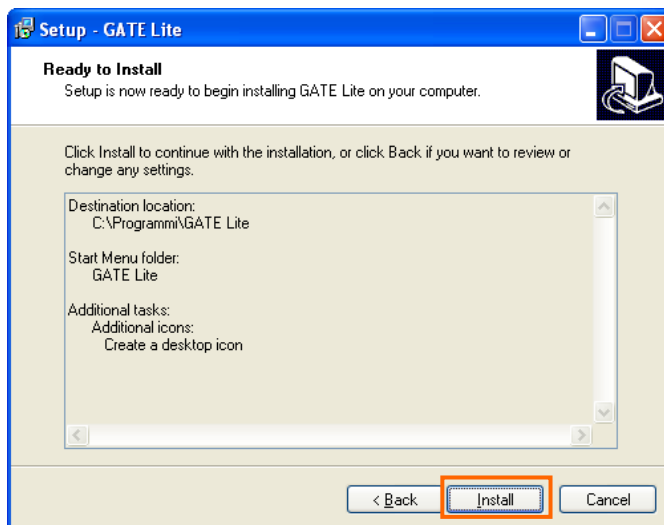 Setup - GATE Lite
Ready to Install
Setup is now ready to begin installing GATE Lite on your computer.
Click Install to continue with the installation, or click Back if you want to review or
change any settings.
Destination location:
C:\Programmi\GATE Lite
Start Menu folder:
GATE Lite
Additional tasks:
Additional icons:
Create a desktop icon
< Back
Install
Cancel